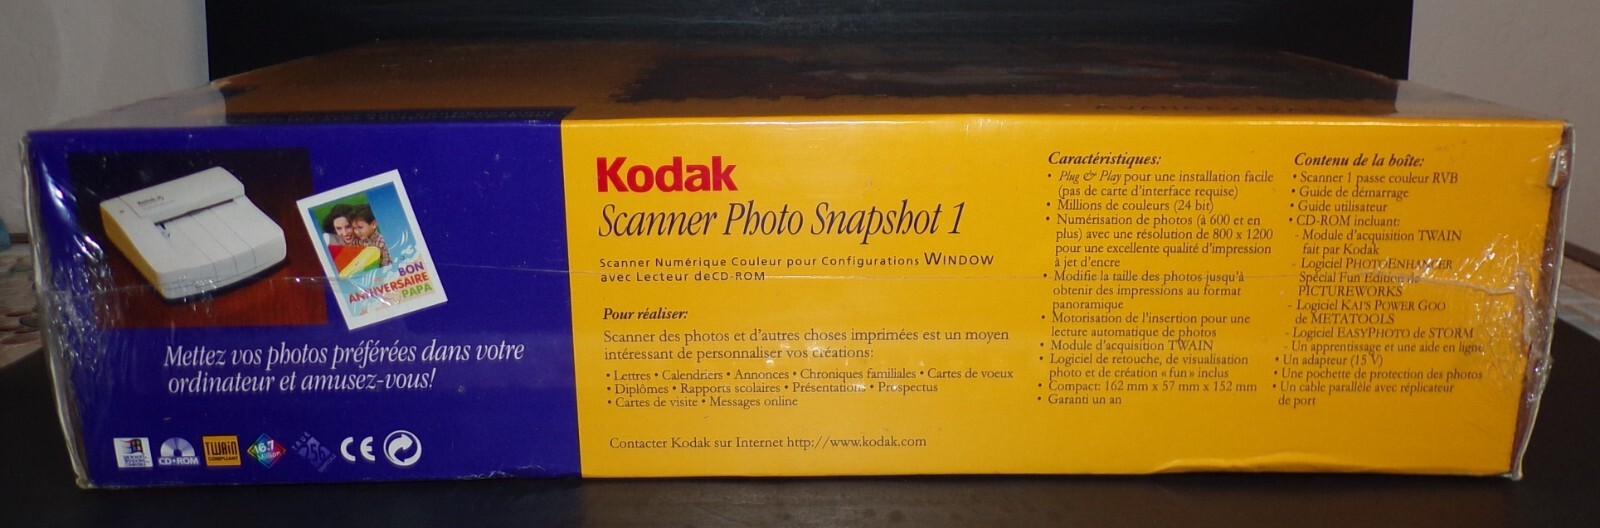 BON
ANNIVERSAIRE
PAPA
Mettez vos photos préférées dans votre
ordinateur et amusez-vous!
CD-ROM
TWAIN
COMPLIANT
16.7
Million
256
CE
Kodak
Scanner Photo Snapshot 1
Scanner Numérique Couleur pour Configurations WINDOW
avec Lecteur deCD-ROM
Pour réaliser:
Scanner des photos et d'autres choses imprimées est un moyen
intéressant de personnaliser vos créations:
• Lettres • Calendriers • Annonces • Chroniques familiales • Cartes de voeux
• Diplômes • Rapports scolaires • Présentations • Prospectus
• Cartes de visite • Messages online
Contacter Kodak sur Internet http://www.kodak.com
Caractéristiques:
• Plug & Play pour une installation facile
(pas de carte d'interface requise)
• Millions de couleurs (24 bit)
• Numérisation de photos (à 600 et en
plus) avec une résolution de 800 x 1200
pour une excellente qualité d'impression
à jet d'encre
• Modifie la taille des photos jusqu'à
obtenir des impressions au format
panoramique
• Motorisation de l'insertion pour une
lecture automatique de photos
• Module d'acquisition TWAIN
• Logiciel de retouche, de visualisation
photo et de création « fun » inclus
• Compact: 162 mm x 57 mm x 152 mm
• Garanti un an
Contenu de la boîte:
• Scanner 1 passe couleur RVB
• Guide de démarrage
• Guide utilisateur
• CD-ROM incluant:
- Module d'acquisition TWAIN
fait par Kodak
- Logiciel PHOTOENHANCER
Spécial Fun Edition de
PICTUREWORKS
- Logiciel KAI'S POWER GOO
de METATOOLS
- Logiciel EASYPHOTO de STORM
- Un apprentissage et une aide en ligne
• Un adapteur (15 V)
• Une pochette de protection des photos
• Un cable parallèle avec réplicateur
de port